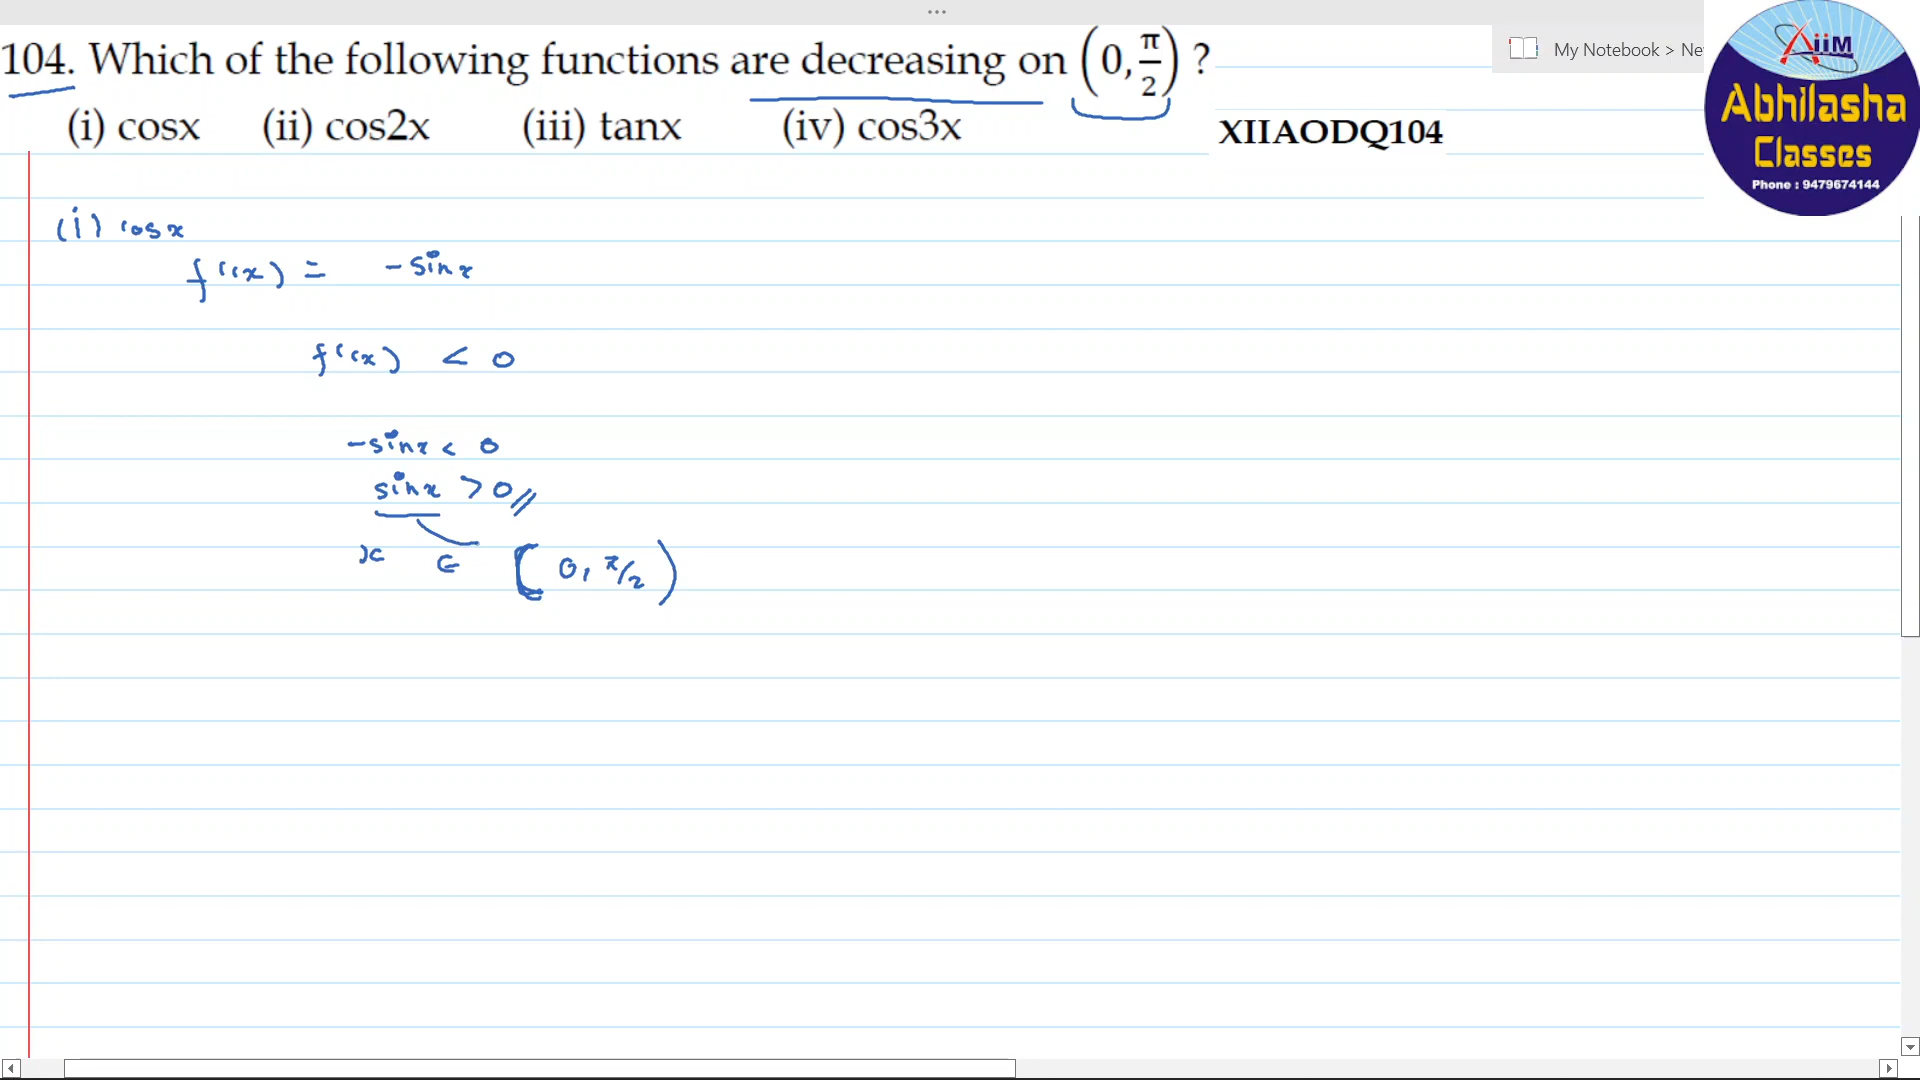 104. Which of the following functions are decreasing on (0, π/2) ?
(i) cosx (ii) cos2x (iii) tanx (iv) cos3x
XIIAODQ104
My Notebook > Ne
AiiM
Abhilasha
Classes
Phone : 9479674144
(i) cosx
f'(x) = -sinx
f'(x) < 0
-sinx < 0
sinx > 0
x ∈ (0, π/2)